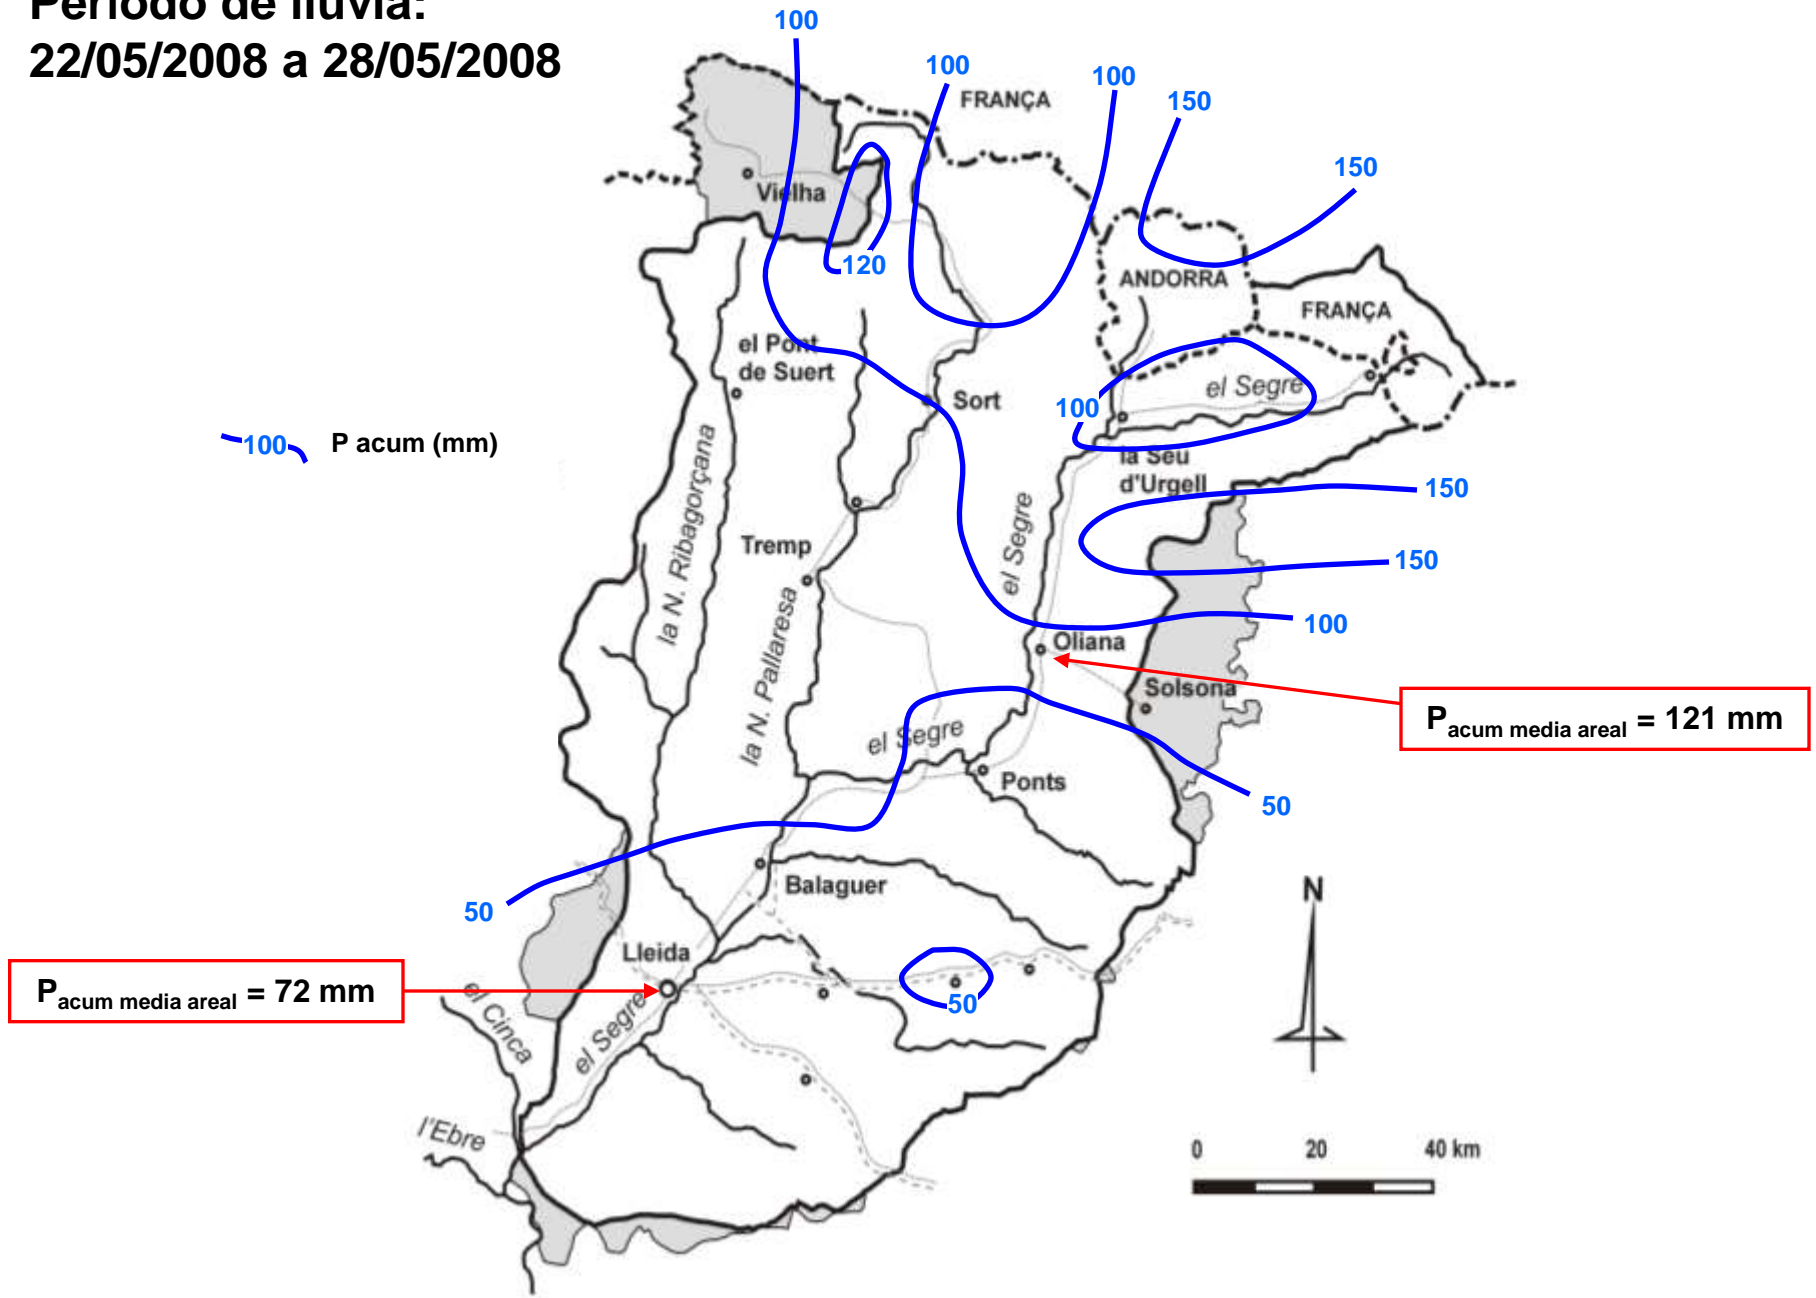 Período de lluvia:
22/05/2008 a 28/05/2008
100
100
100
150
150
FRANÇA
Vielha
120
ANDORRA
FRANÇA
el Pont
de Suert
Sort
el Segre
100
100
P acum (mm)
la Seu
d'Urgell
150
la N. Ribagorçana
Tremp
el Segre
150
la N. Pallaresa
100
Oliana
Solsona
P acum media areal = 121 mm
el Segre
Ponts
50
Balaguer
50
N
Lleida
P acum media areal = 72 mm
50
el Cinca
el Segre
l'Ebre
0 20 40 km